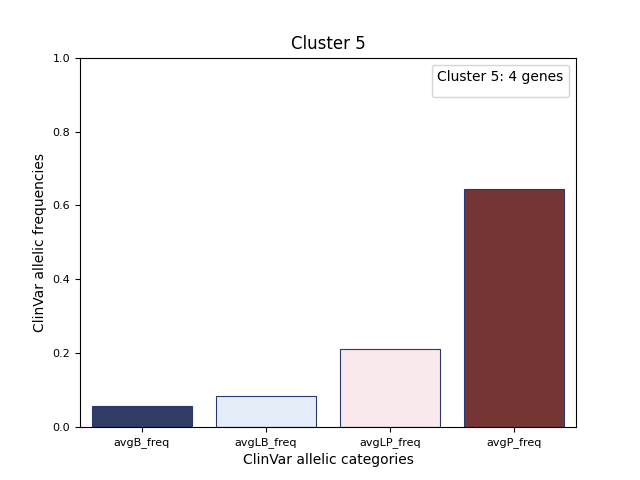 Cluster 5
Cluster 5: 4 genes
ClinVar allelic frequencies
1.0
0.8
0.6
0.4
0.2
0.0
avgB_freq
avgLB_freq
avgLP_freq
avgP_freq
ClinVar allelic categories